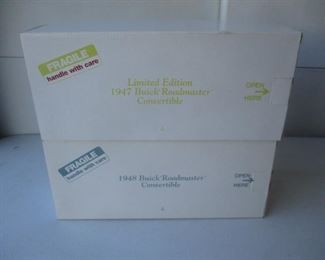 FRAGILE
handle with care
Limited Edition
1947 Buick Roadmaster
Convertible
OPEN
HERE
FRAGILE
handle with care
1948 Buick Roadmaster
Convertible
OPEN
HERE